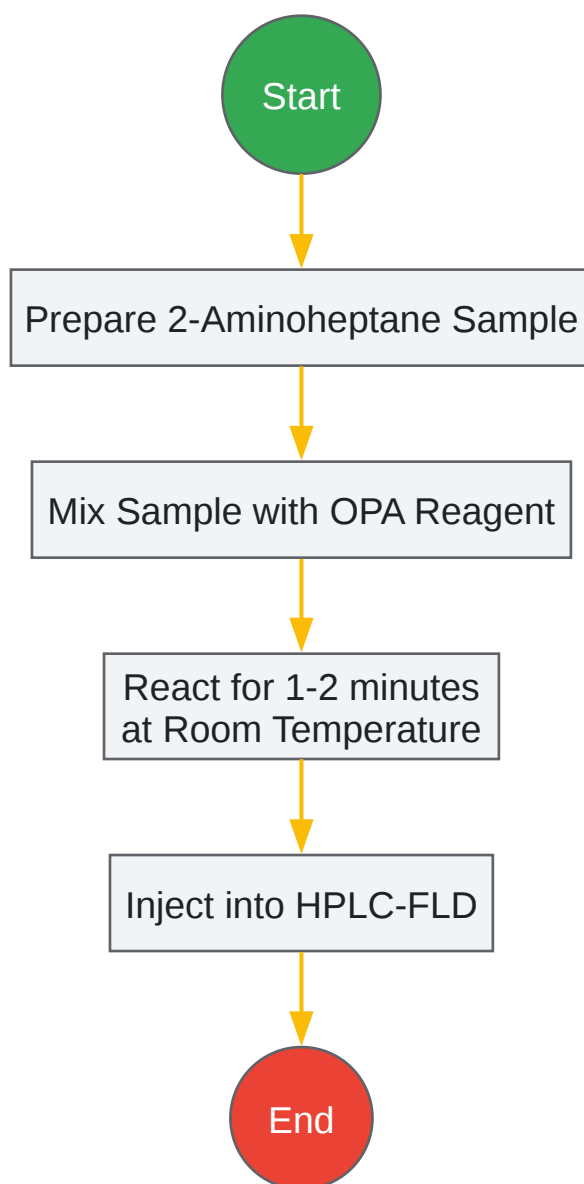 Start
Prepare 2-Aminoheptane Sample
Mix Sample with OPA Reagent
React for 1-2 minutes
at Room Temperature
Inject into HPLC-FLD
End